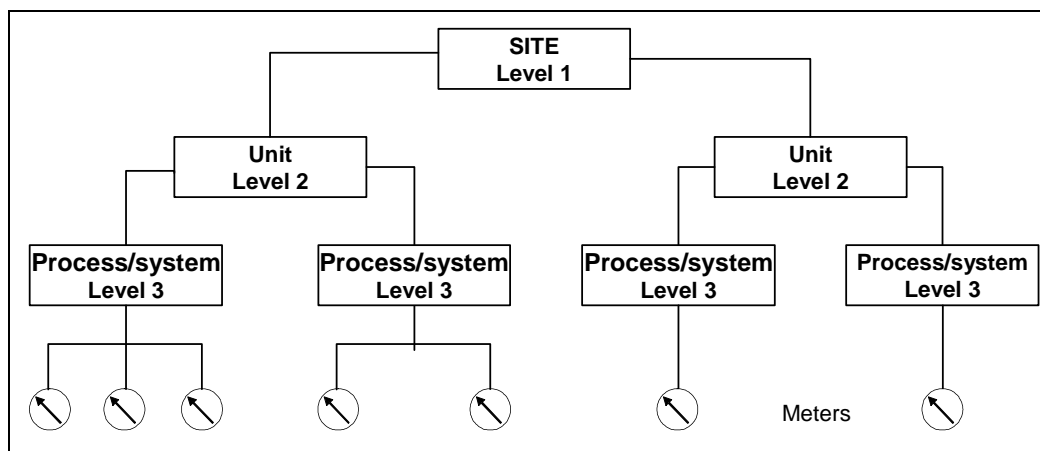 SITE
Level 1
Unit
Level 2
Unit
Level 2
Process/system
Level 3
Process/system
Level 3
Process/system
Level 3
Process/system
Level 3
Meters